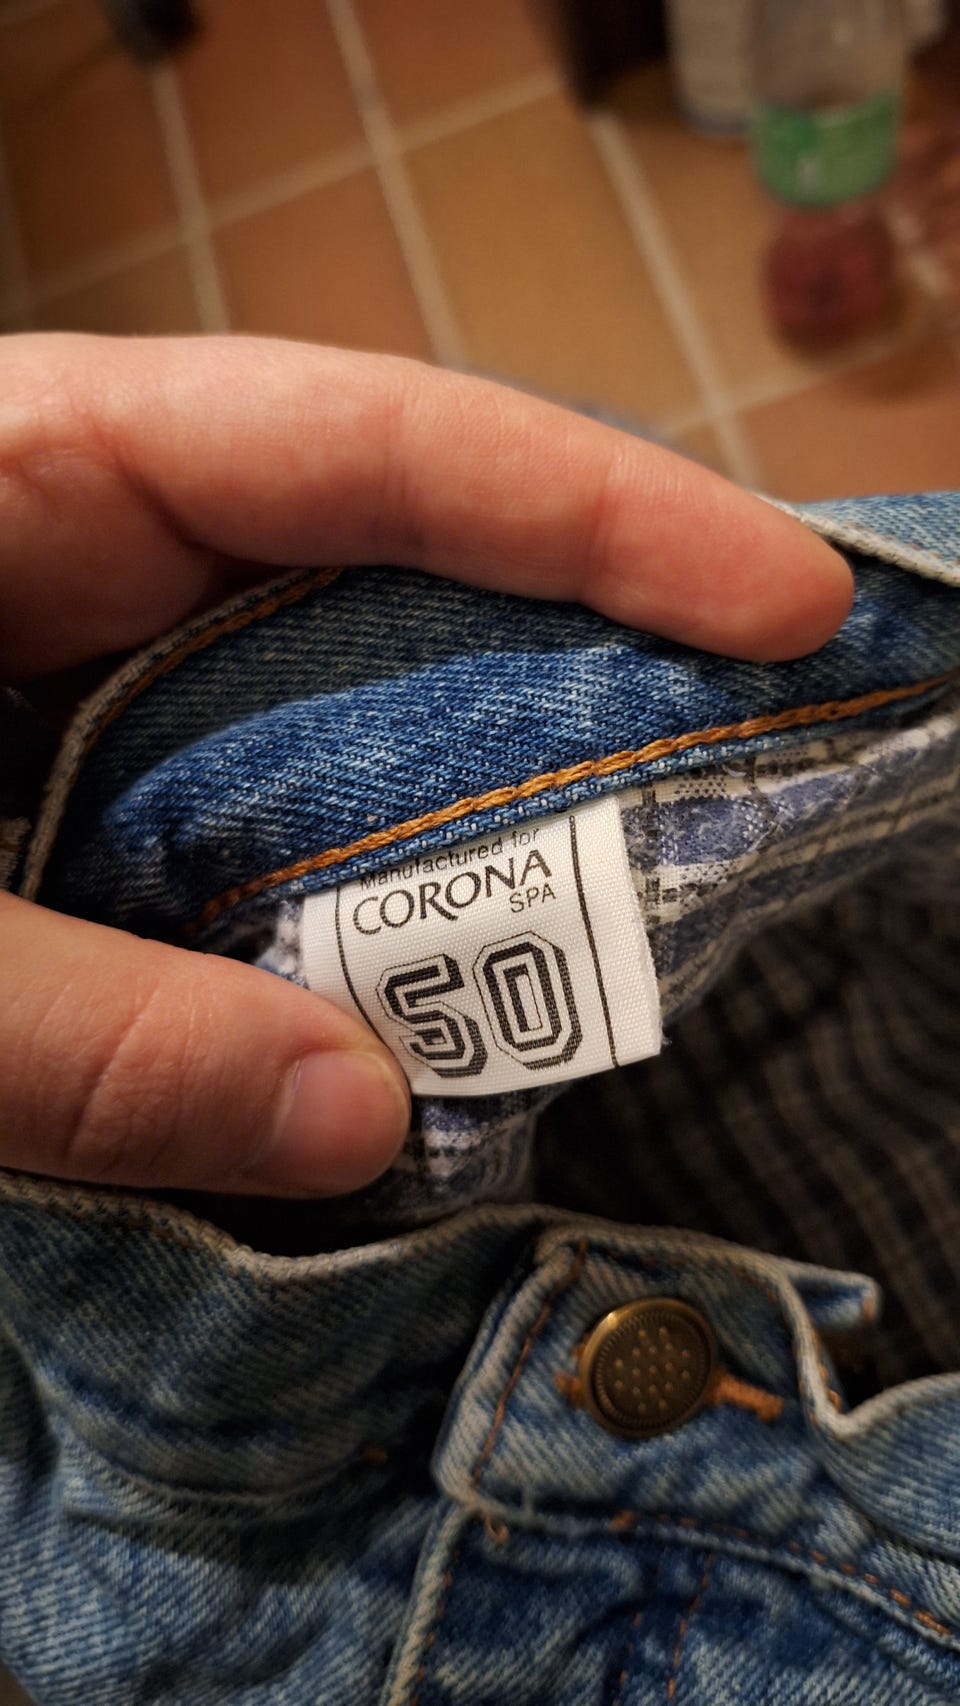 Manufactured for
CORONA
SPA
50